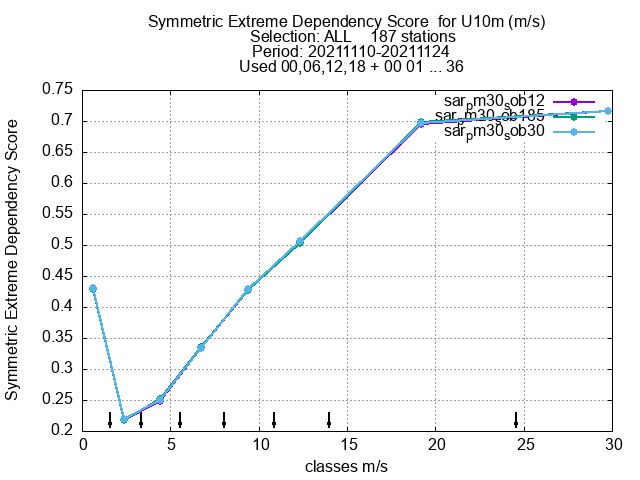 Symmetric Extreme Dependency Score for U10m (m/s)
Selection: ALL 187 stations
Period: 20211110-20211124
Used 00,06,12,18 + 00 01 ... 36
sar_pm30_sob12
sar_pm30_sob185
sar_pm30_sob30
0.75
0.7
0.65
0.6
0.55
0.5
0.45
0.4
0.35
0.3
0.25
0.2
Symmetric Extreme Dependency Score
0 5 10 15 20 25 30
classes m/s